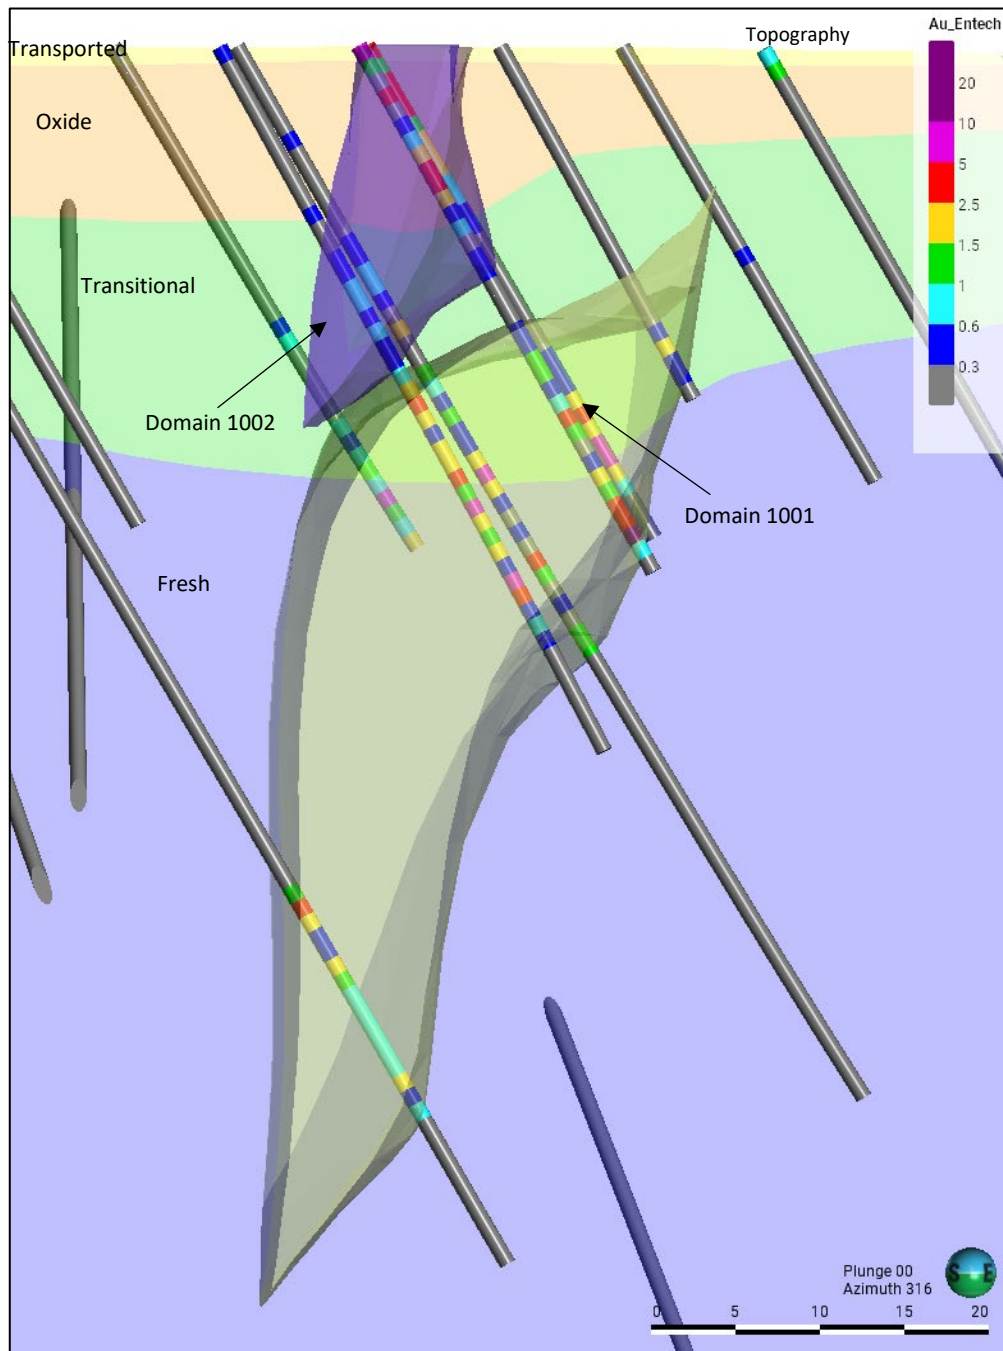 Au_Entech
Topography
Transported
20
Oxide
10
5
2.5
1.5
1
Transitional
0.6
0.3
Domain 1002
Domain 1001
Fresh
Plunge 00
Azimuth 316
S E
0 5 10 15 20